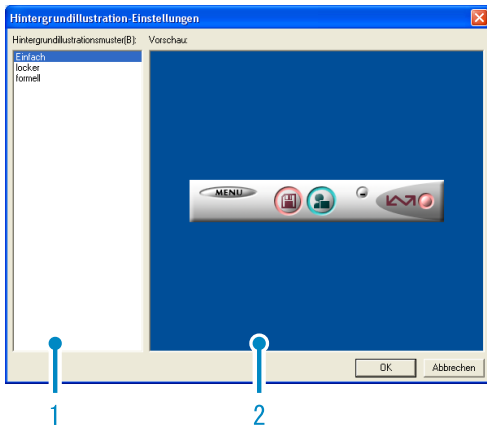 Hintergrundillustration-Einstellungen
Hintergrundillustrationsmuster(B): Vorschau:
Einfach
locker
formell
MENU
OK Abbrechen
1 2